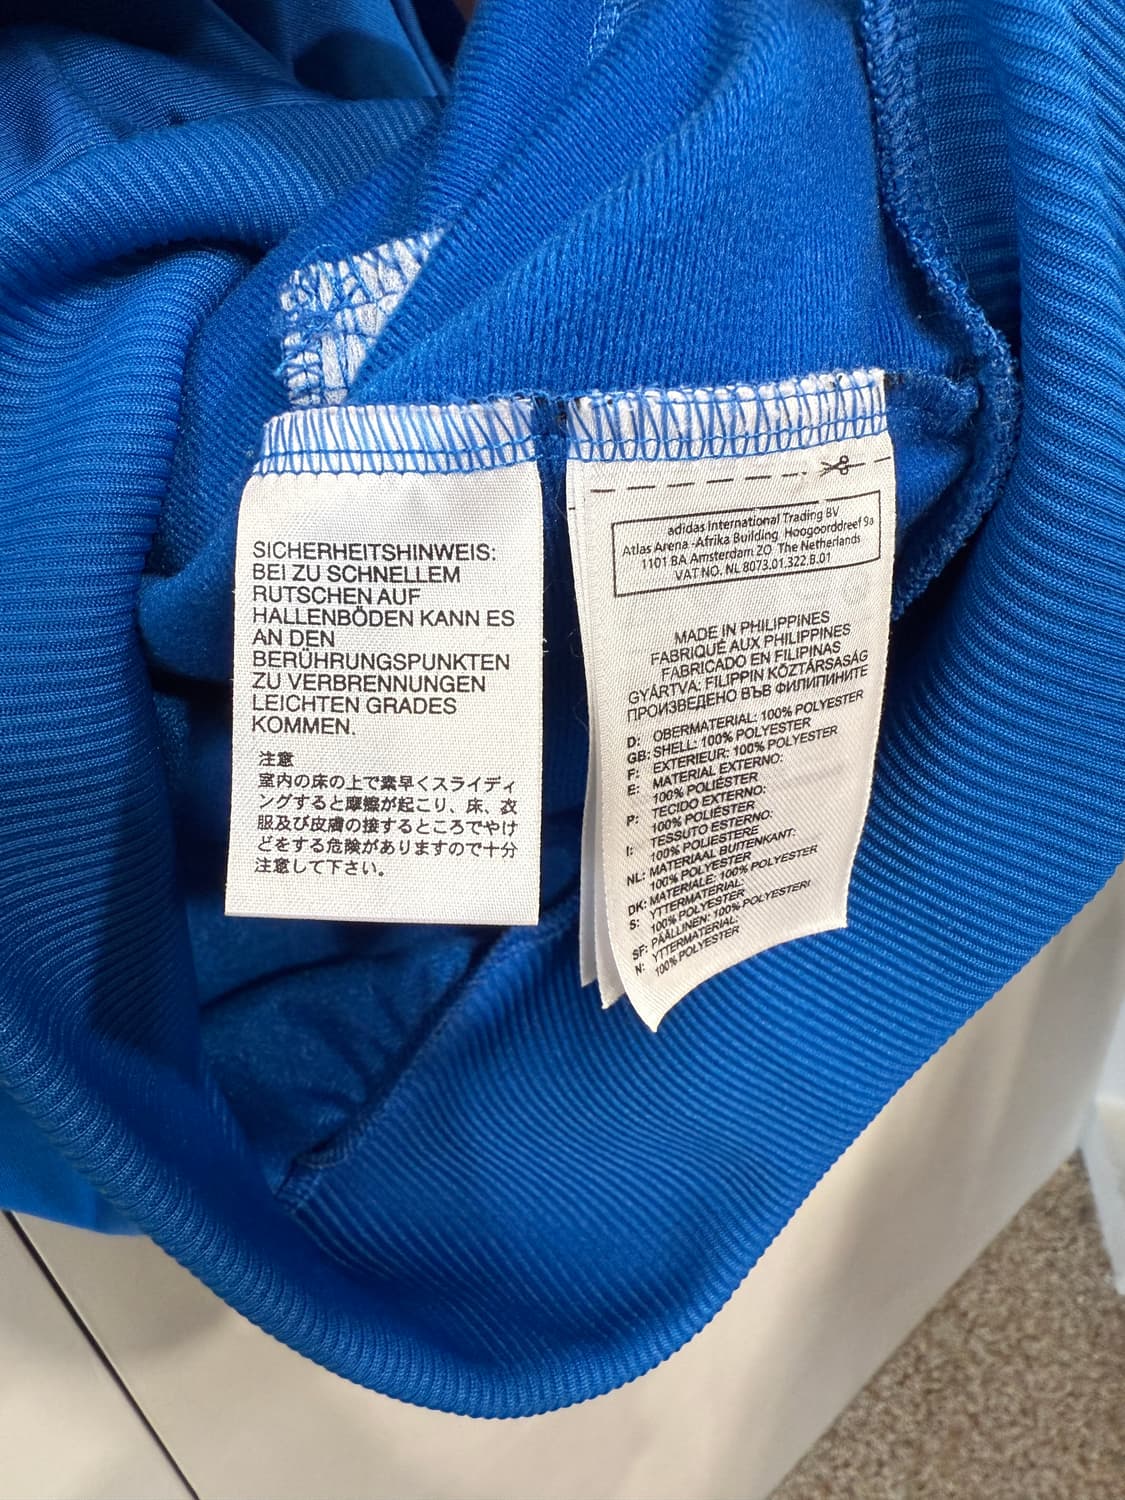 SICHERHEITSHINWEIS:
BEI ZU SCHNELLEM
RUTSCHEN AUF
HALLENBÖDEN KANN ES
AN DEN
BERÜHRUNGSPUNKTEN
ZU VERBRENNUNGEN
LEICHTEN GRADES
KOMMEN.
注意
室内の床の上で素早くスライディ
ングすると摩擦が起こり、床、衣
服及び皮膚の接するところでやけ
どをする危険がありますので十分
注意して下さい。
adidas International Trading BV
Atlas Arena -Afrika Building Hoogoorddreef 9a
1101 BA Amsterdam ZO The Netherlands
VAT NO. NL 8073.01.322.B.01
MADE IN PHILIPPINES
FABRIQUÉ AUX PHILIPPINES
FABRICADO EN FILIPINAS
GYÁRTVA: FILIPPIN KÖZTÁRSASÁG
ПРОИЗВЕДЕНО ВЪВ ФИЛИПИНИТЕ
D: OBERMATERIAL: 100% POLYESTER
GB: SHELL: 100% POLYESTER
F: EXTERIEUR: 100% POLYESTER
E: MATERIAL EXTERNO:
100% POLIÉSTER
P: TECIDO EXTERNO:
100% POLIÉSTER
I: TESSUTO ESTERNO:
100% POLIESTERE
NL: MATERIAAL BUITENKANT:
100% POLYESTER
DK: MATERIALE: 100% POLYESTER
S: YTTERMATERIAL:
100% POLYESTER
SF: PÄÄLLINEN: 100% POLYESTERI
N: YTTERMATERIAL:
100% POLYESTER